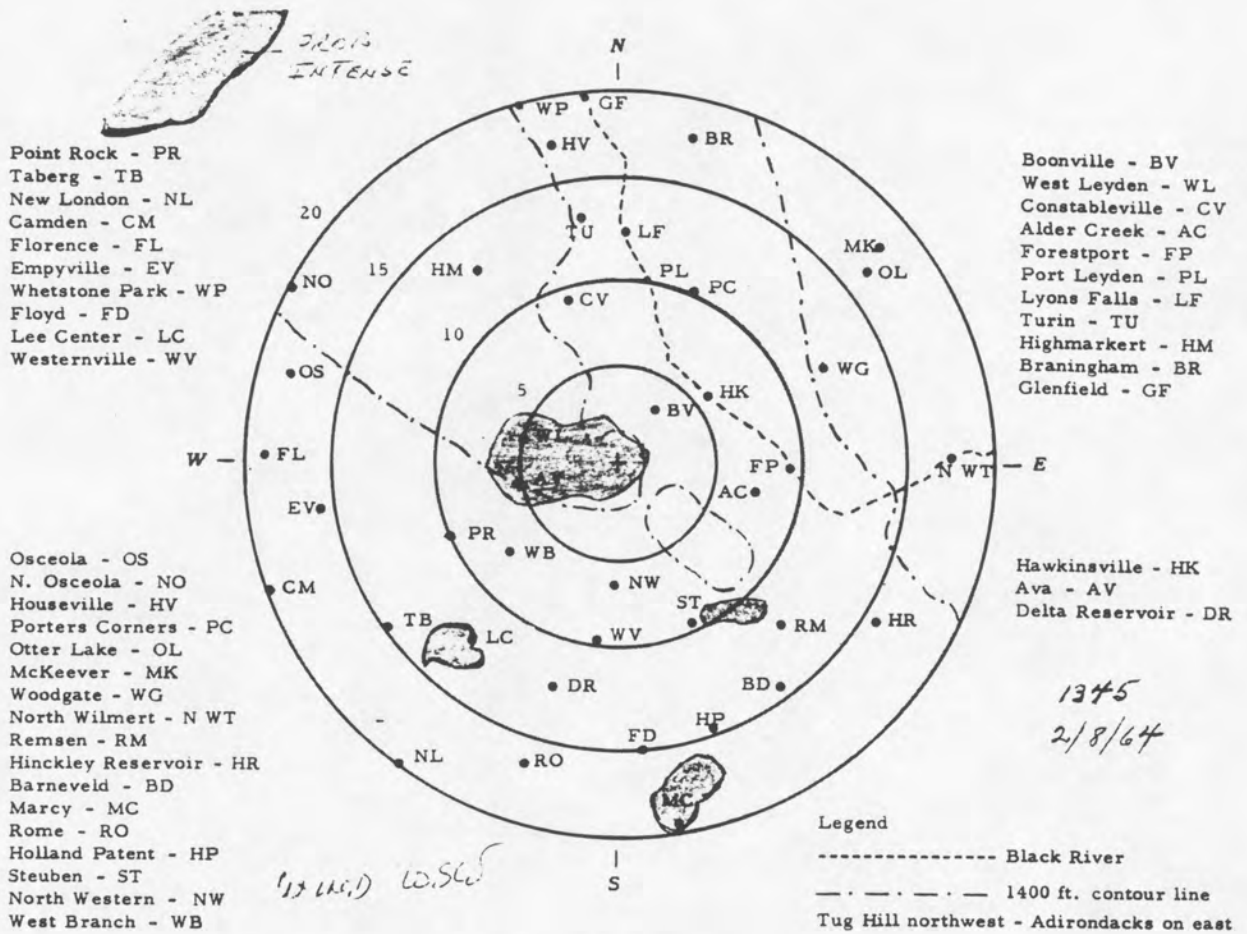 INTENSE
N
Point Rock - PR
Taberg - TB
New London - NL
Camden - CM
Florence - FL
Empyville - EV
Whetstone Park - WP
Floyd - FD
Lee Center - LC
Westernville - WV
Boonville - BV
West Leyden - WL
Constableville - CV
Alder Creek - AC
Forestport - FP
Port Leyden - PL
Lyons Falls - LF
Turin - TU
Highmarkert - HM
Braningham - BR
Glenfield - GF
WP
GF
HV
BR
20
TU
LF
MK
OL
15
HM
NO
PL
PC
CV
10
OS
WG
5
HK
BV
WL
W
FL
FP
N WT
E
AV
AC
EV
PR
WB
NW
CM
ST
TB
LC
WV
RM
HR
DR
BD
HP
FD
NL
RO
MC
S
Osceola - OS
N. Osceola - NO
Houseville - HV
Porters Corners - PC
Otter Lake - OL
McKeever - MK
Woodgate - WG
North Wilmert - N WT
Remsen - RM
Hinckley Reservoir - HR
Barneveld - BD
Marcy - MC
Rome - RO
Holland Patent - HP
Steuben - ST
North Western - NW
West Branch - WB
Hawkinsville - HK
Ava - AV
Delta Reservoir - DR
1345
2/8/64
Legend
Black River
1400 ft. contour line
Tug Hill northwest - Adirondacks on east